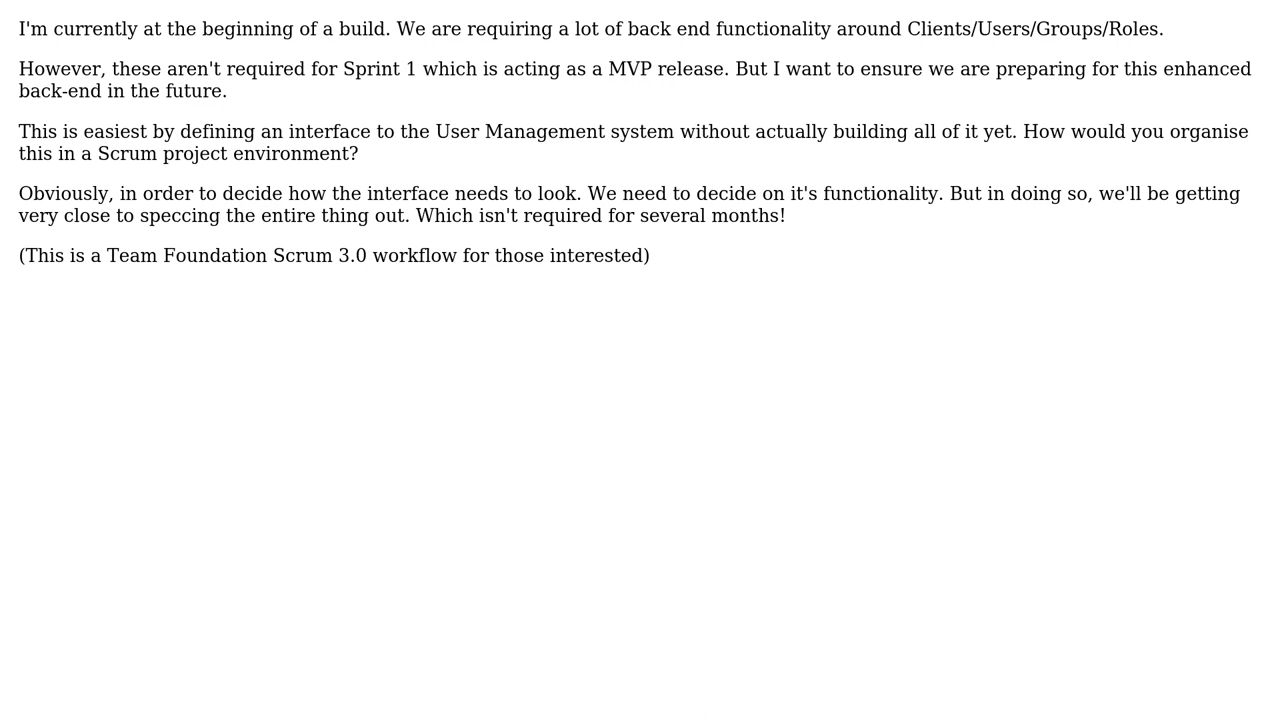 I'm currently at the beginning of a build. We are requiring a lot of back end functionality around Clients/Users/Groups/Roles.
However, these aren't required for Sprint 1 which is acting as a MVP release. But I want to ensure we are preparing for this enhanced
back-end in the future.
This is easiest by defining an interface to the User Management system without actually building all of it yet. How would you organise
this in a Scrum project environment?
Obviously, in order to decide how the interface needs to look. We need to decide on it's functionality. But in doing so, we'll be getting
very close to speccing the entire thing out. Which isn't required for several months!
(This is a Team Foundation Scrum 3.0 workflow for those interested)